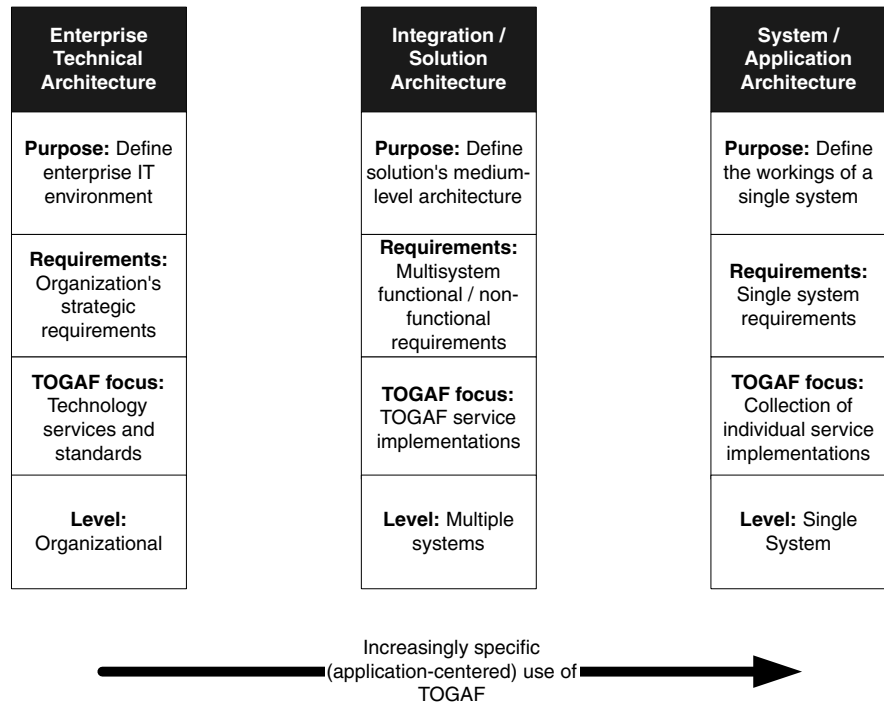 Enterprise
Technical
Architecture
Purpose: Define
enterprise IT
environment
Requirements:
Organization's
strategic
requirements
TOGAF focus:
Technology
services and
standards
Level:
Organizational
Integration /
Solution
Architecture
Purpose: Define
solution's medium-
level architecture
Requirements:
Multisystem
functional / non-
functional
requirements
TOGAF focus:
TOGAF service
implementations
Level: Multiple
systems
System /
Application
Architecture
Purpose: Define
the workings of a
single system
Requirements:
Single system
requirements
TOGAF focus:
Collection of
individual service
implementations
Level: Single
System
Increasingly specific
(application-centered) use of
TOGAF